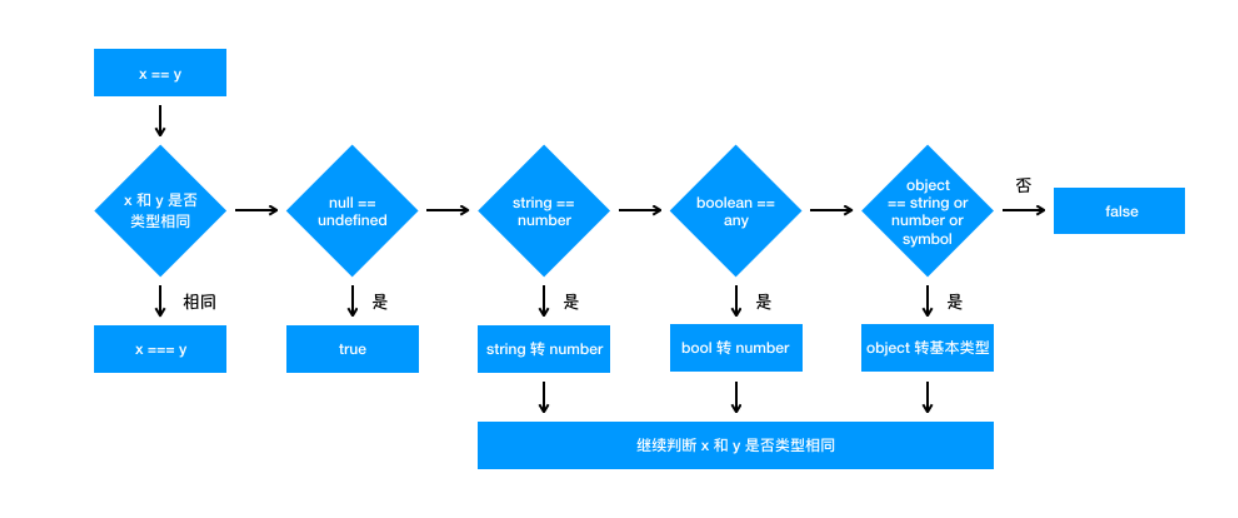 x == y
x 和 y 是否
类型相同
null ==
undefined
string ==
number
boolean ==
any
object
== string or
number or
symbol
否
false
相同
是
是
是
是
x === y
true
string 转 number
bool 转 number
object 转基本类型
继续判断 x 和 y 是否类型相同